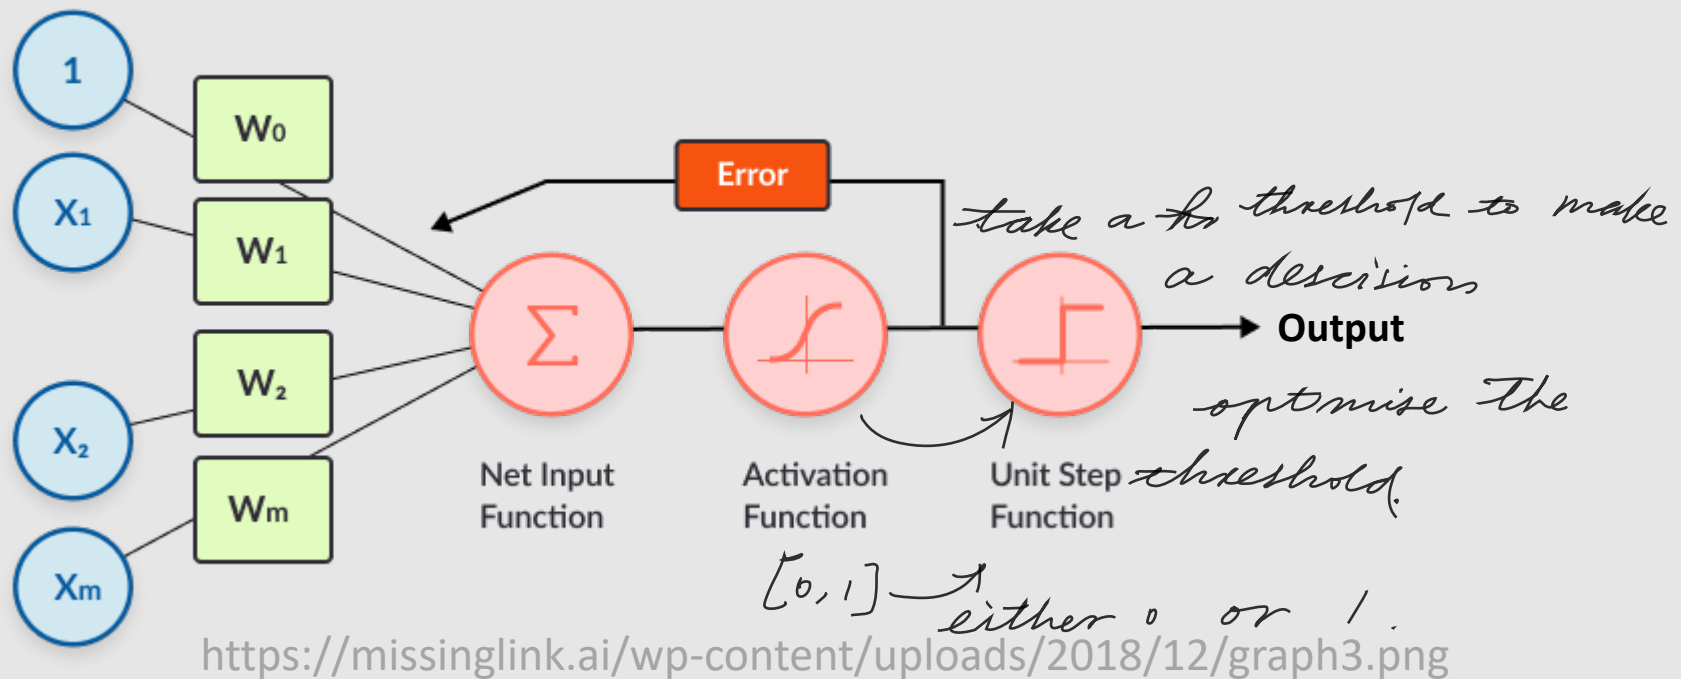 1
W0
X1
W1
X2
W2
Xm
Wm
Error
Σ
Net Input
Function
Activation
Function
Unit Step
Function
Output
take a threshold to make
a descision
optmise the
threshold.
[0,1]
either 0 or 1.
https://missinglink.ai/wp-content/uploads/2018/12/graph3.png